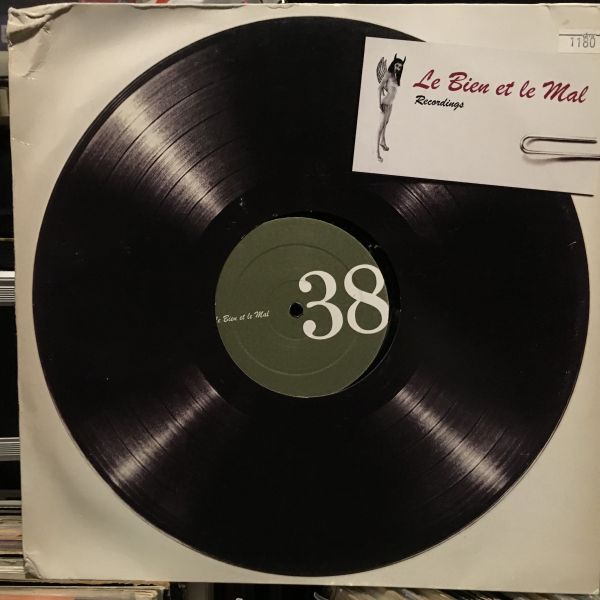 1180
Le Bien et le Mal
Recordings
38
Le Bien et le Mal